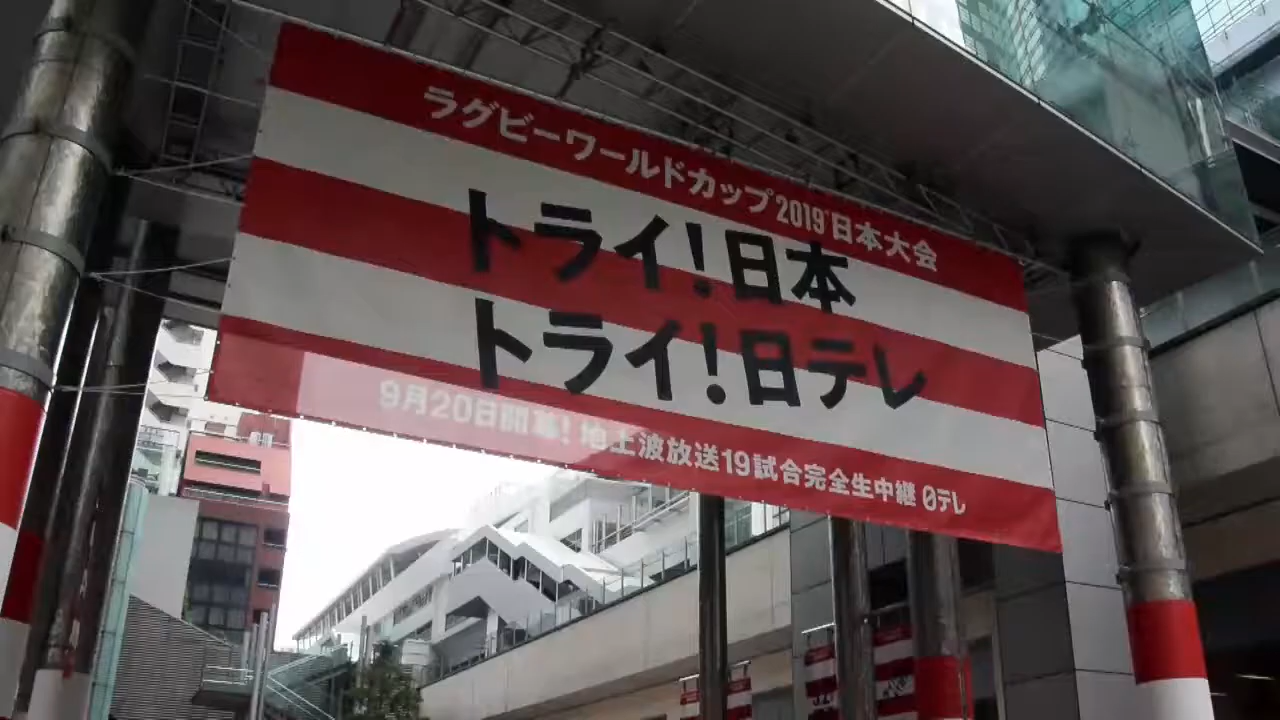 ラグビーワールドカップ2019™日本大会
トライ!日本
トライ!日テレ
9月20日開幕!地上波放送19試合完全生中継 日テレ